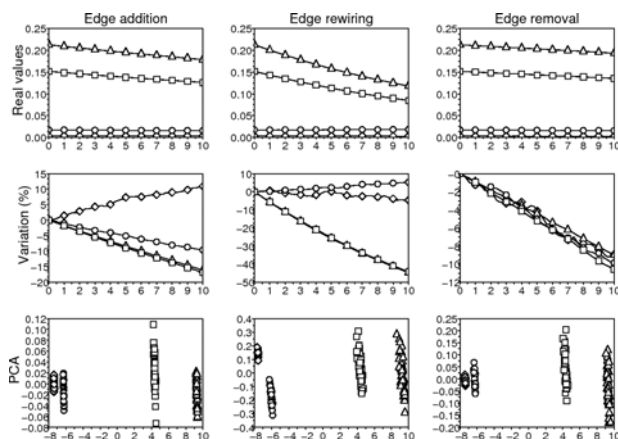 Edge addition Edge rewiring Edge removal
Real values
0.25 0.25 0.25
0.20 0.20 0.20
0.15 0.15 0.15
0.10 0.10 0.10
0.05 0.05 0.05
0.00 0.00 0.00
0 1 2 3 4 5 6 7 8 9 10 0 1 2 3 4 5 6 7 8 9 10 0 1 2 3 4 5 6 7 8 9 10
Variation (%)
15 10 5 0 −5 −10 −15 −20
10 0 −10 −20 −30 −40 −50
−0 −2 −4 −6 −8 −10 −12
0 1 2 3 4 5 6 7 8 9 10 0 1 2 3 4 5 6 7 8 9 10 0 1 2 3 4 5 6 7 8 9 10
PCA
0.12 0.10 0.08 0.06 0.04 0.02 0.00 −0.02 −0.04 −0.06 −0.08
0.4 0.3 0.2 0.1 −0.0 −0.1 −0.2 −0.3 −0.4
0.25 0.20 0.15 0.10 0.05 0.00 −0.05 −0.10 −0.15 −0.20
−8 −6 −4 −2 0 2 4 6 8 10 −8 −6 −4 −2 0 2 4 6 8 10 −8 −6 −4 −2 0 2 4 6 8 10